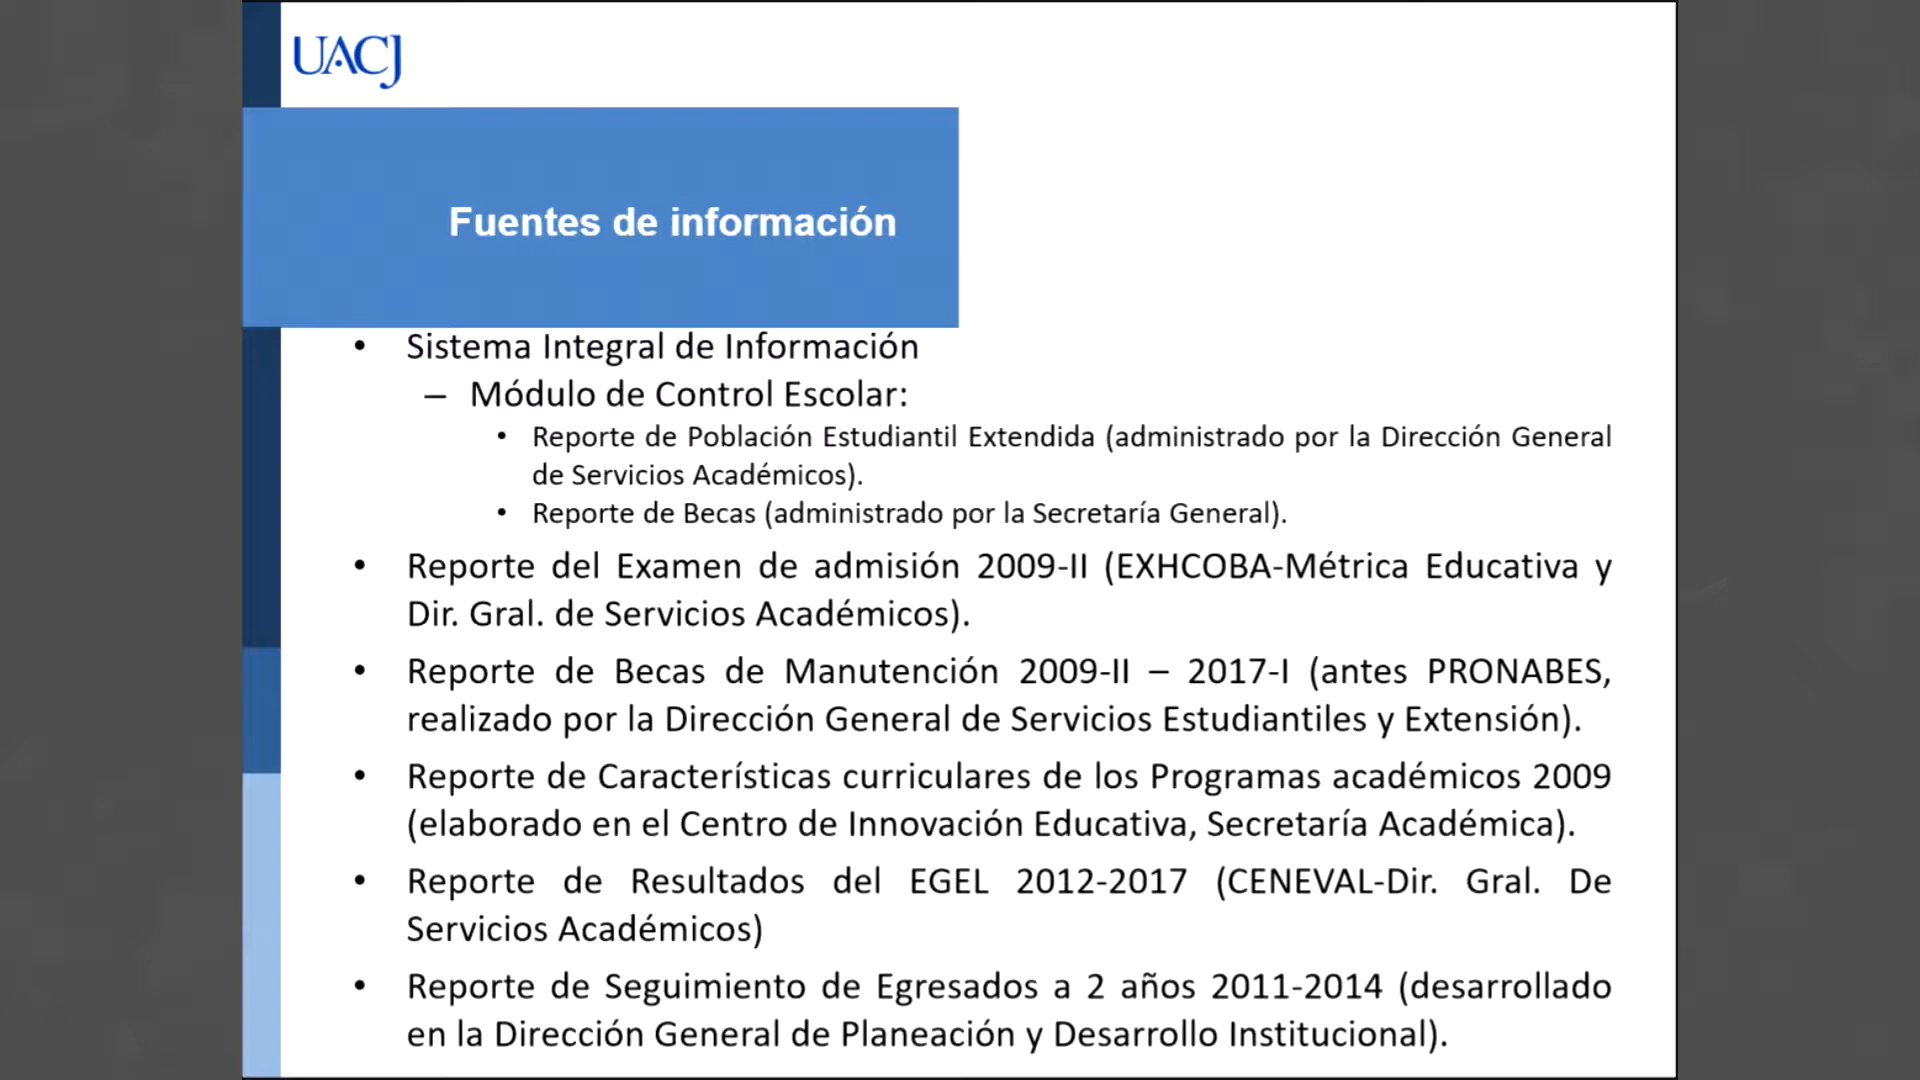 UACJ
Fuentes de información
• Sistema Integral de Información
– Módulo de Control Escolar:
• Reporte de Población Estudiantil Extendida (administrado por la Dirección General
de Servicios Académicos).
• Reporte de Becas (administrado por la Secretaría General).
• Reporte del Examen de admisión 2009-II (EXHCOBA-Métrica Educativa y
Dir. Gral. de Servicios Académicos).
• Reporte de Becas de Manutención 2009-II – 2017-I (antes PRONABES,
realizado por la Dirección General de Servicios Estudiantiles y Extensión).
• Reporte de Características curriculares de los Programas académicos 2009
(elaborado en el Centro de Innovación Educativa, Secretaría Académica).
• Reporte de Resultados del EGEL 2012-2017 (CENEVAL-Dir. Gral. De
Servicios Académicos)
• Reporte de Seguimiento de Egresados a 2 años 2011-2014 (desarrollado
en la Dirección General de Planeación y Desarrollo Institucional).